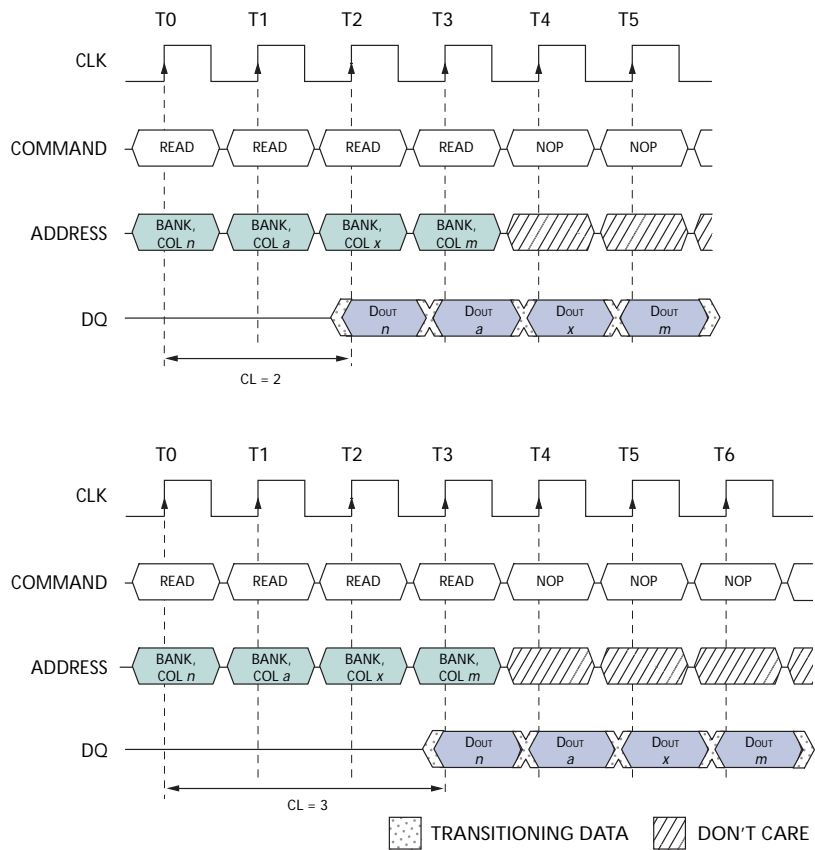 T0 T1 T2 T3 T4 T5
CLK
COMMAND READ READ READ READ NOP NOP
ADDRESS BANK, COL n BANK, COL a BANK, COL x BANK, COL m
DQ DOUT n DOUT a DOUT x DOUT m
CL = 2
T0 T1 T2 T3 T4 T5 T6
CLK
COMMAND READ READ READ READ NOP NOP NOP
ADDRESS BANK, COL n BANK, COL a BANK, COL x BANK, COL m
DQ DOUT n DOUT a DOUT x DOUT m
CL = 3
TRANSITIONING DATA DON'T CARE